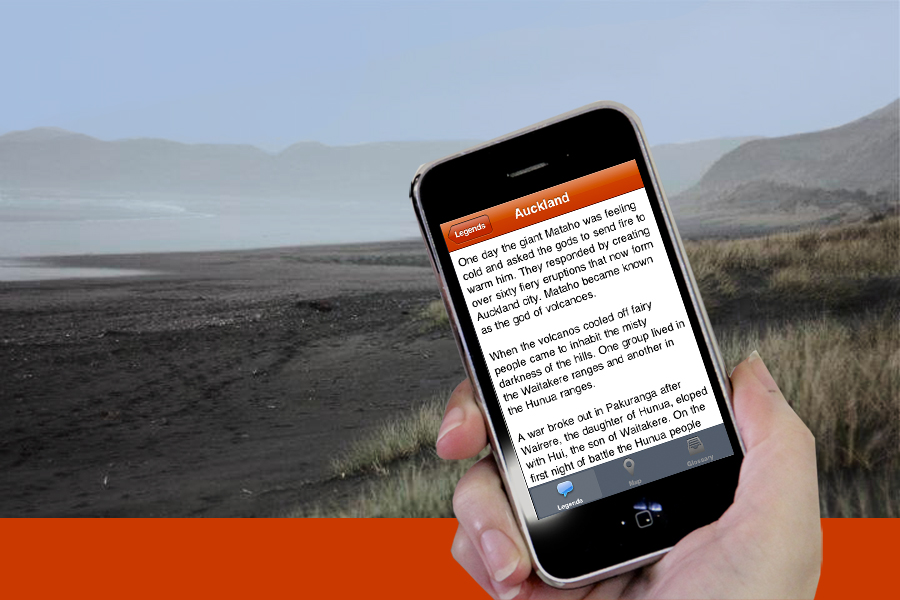 Auckland
Legends
One day the giant Mataho was feeling
cold and asked the gods to send fire to
warm him. They responded by creating
over sixty fiery eruptions that now form
Auckland city. Mataho became known
as the god of volcanoes.
When the volcanos cooled off fairy
people came to inhabit the misty
darkness of the hills. One group lived in
the Waitakere ranges and another in
the Hunua ranges.
A war broke out in Pakuranga after
Wairere, the daughter of Hunua, eloped
with Hui, the son of Waitakere. On the
first night of battle the Hunua people
Legends
Map
Glossary